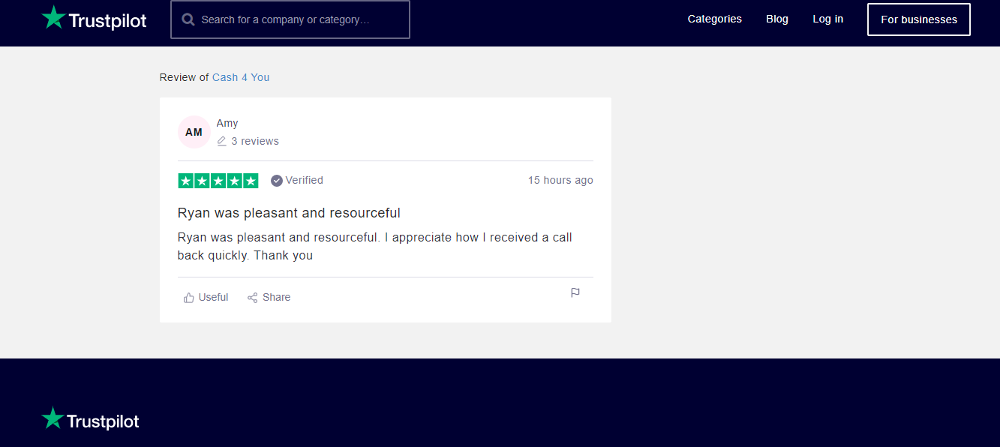 Trustpilot
Search for a company or category…
Categories
Blog
Log in
For businesses
Review of Cash 4 You
AM
Amy
3 reviews
Verified
15 hours ago
Ryan was pleasant and resourceful
Ryan was pleasant and resourceful. I appreciate how I received a call
back quickly. Thank you
Useful
Share
Trustpilot